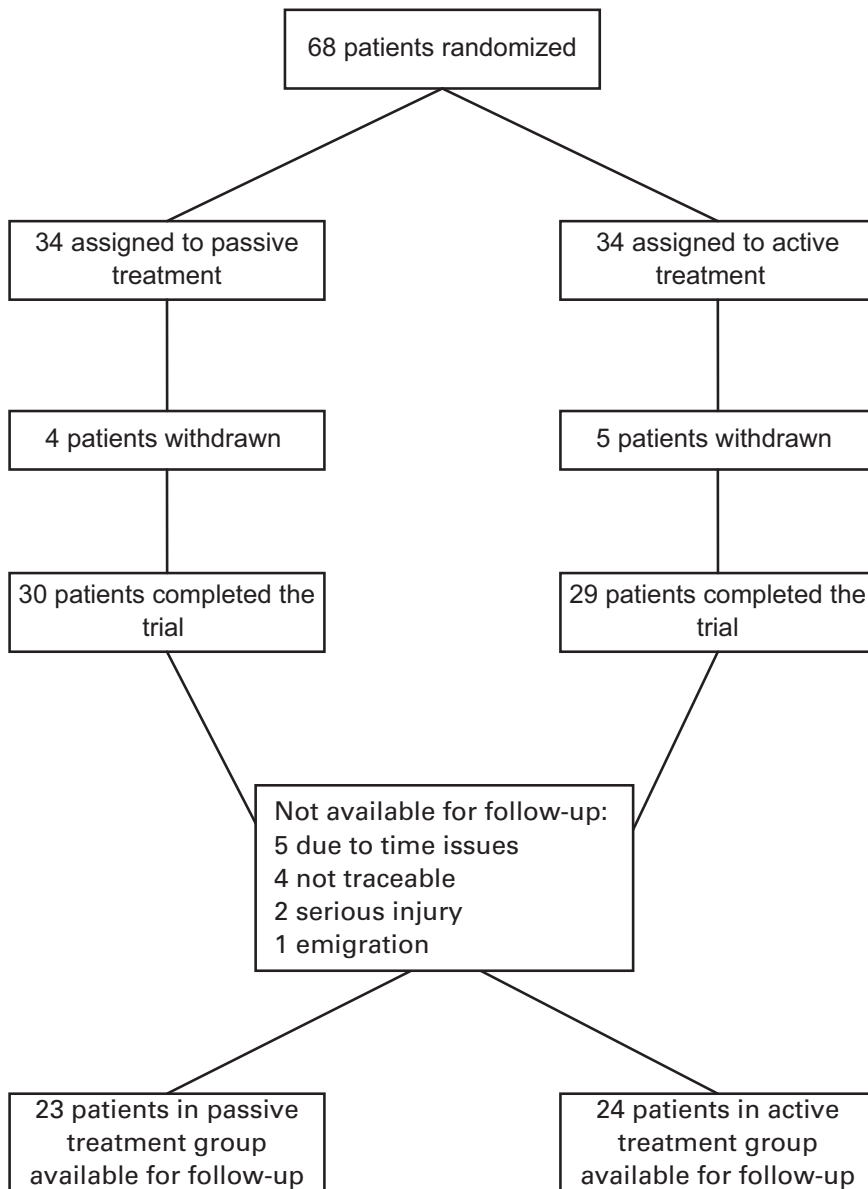 68 patients randomized
34 assigned to passive
treatment
34 assigned to active
treatment
4 patients withdrawn
5 patients withdrawn
30 patients completed the
trial
29 patients completed the
trial
Not available for follow-up:
5 due to time issues
4 not traceable
2 serious injury
1 emigration
23 patients in passive
treatment group
available for follow-up
24 patients in active
treatment group
available for follow-up